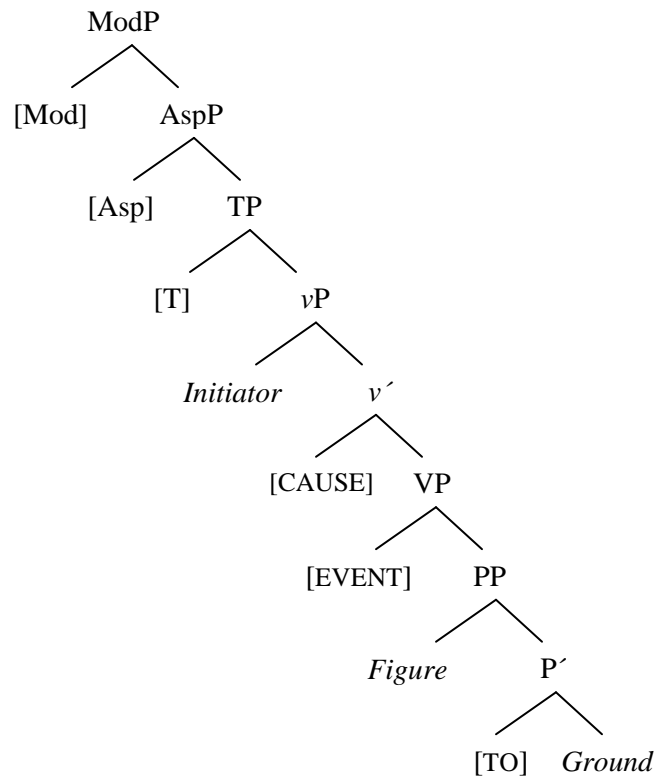 ModP
[Mod] AspP
[Asp] TP
[T] vP
Initiator v´
[CAUSE] VP
[EVENT] PP
Figure P´
[TO] Ground